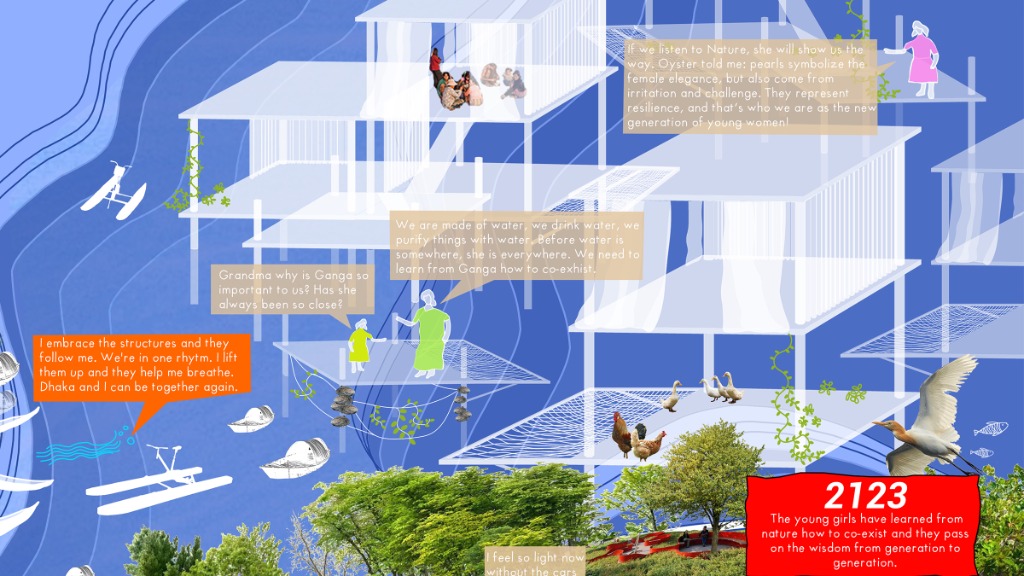 If we listen to Nature, she will show us the
way. Oyster told me: pearls symbolize the
female elegance, but also come from
irritation and challenge. They represent
resilience, and that's who we are as the new
generation of young women!
We are made of water, we drink water, we
purify things with water. Before water is
somewhere, she is everywhere. We need to
learn from Ganga how to co-exhist.
Grandma why is Ganga so
important to us? Has she
always been so close?
I embrace the structures and they
follow me. We're in one rhytm. I lift
them up and they help me breathe.
Dhaka and I can be together again.
2123
The young girls have learned from
nature how to co-exist and they pass
on the wisdom from generation to
generation.
I feel so light now
without the cars